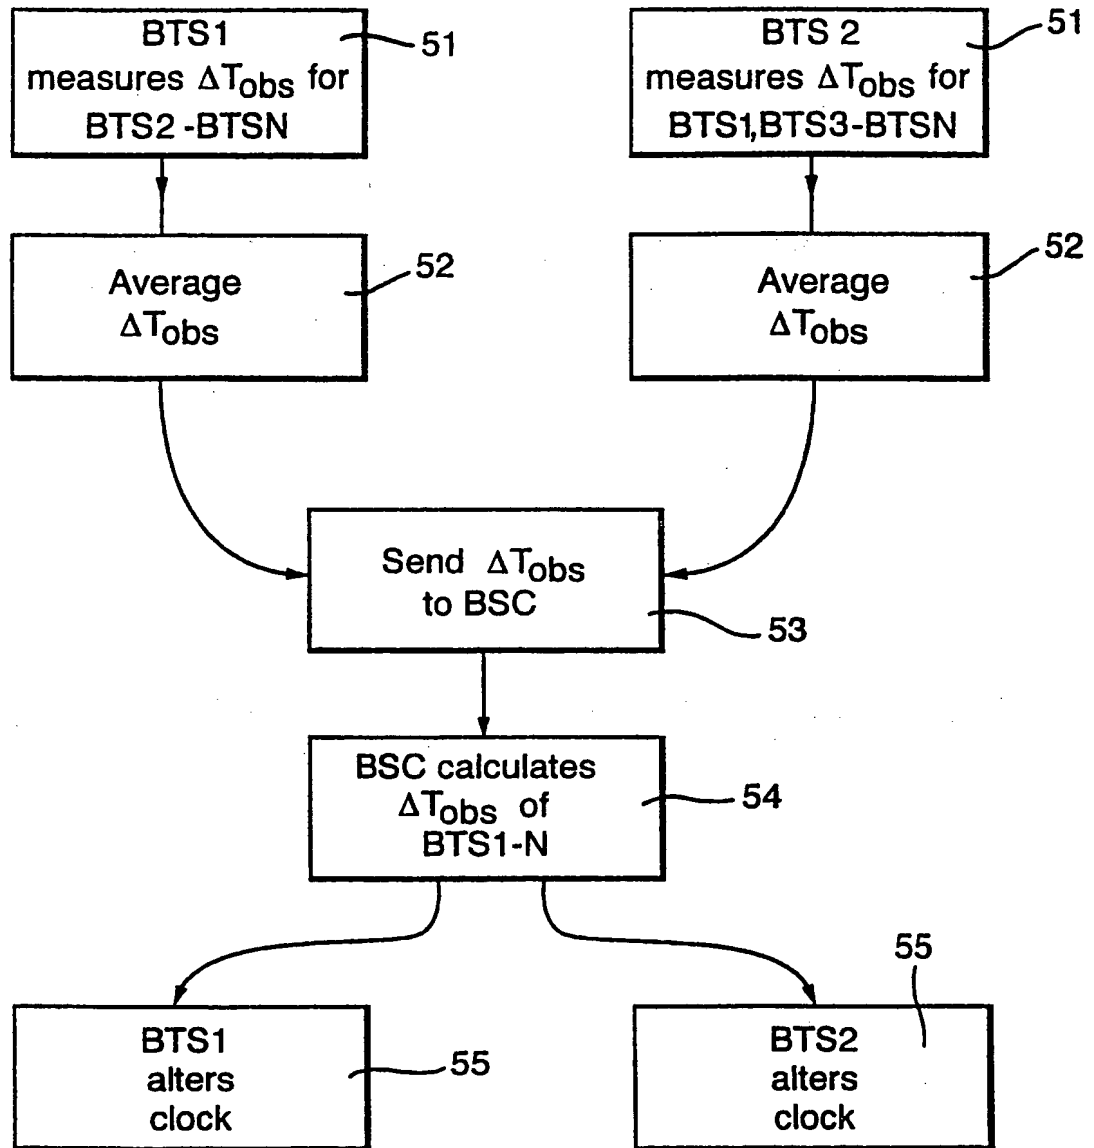 BTS1
measures ΔTobs for
BTS2 -BTSN
51
BTS 2
measures ΔTobs for
BTS1,BTS3-BTSN
51
Average
ΔTobs
52
Average
ΔTobs
52
Send ΔTobs
to BSC
53
BSC calculates
ΔTobs of
BTS1-N
54
BTS1
alters
clock
55
BTS2
alters
clock
55